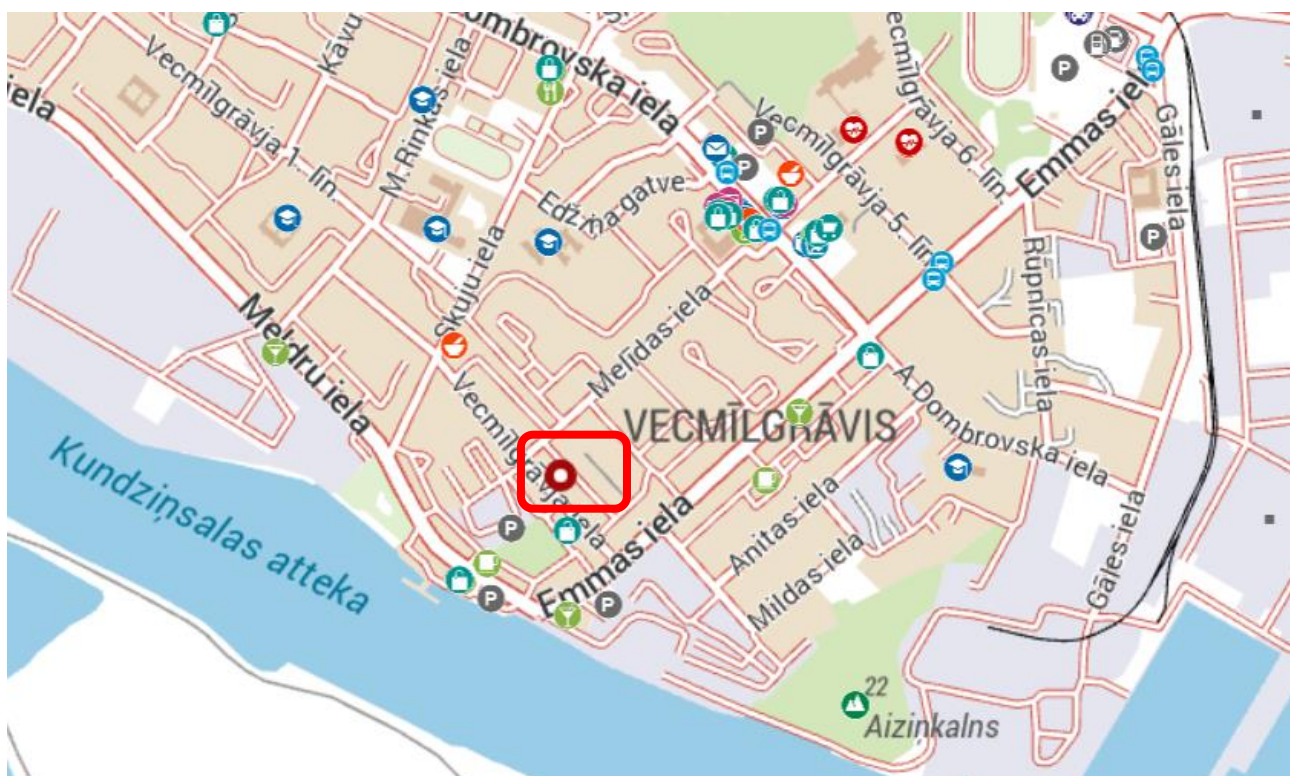 Vecmīlgrāvja 1. līn.
Kāvu
iela
M.Rinkas iela
Dombrovska iela
Vecmīlgrāvja 6. līn.
Vecmīlgrāvja 5. līn.
Emmas iela
Gāles iela
P
P
P
P
Edžiņa gatve
Skuju iela
Melīdas iela
Rūpnīcas iela
Meldru iela
Vecmīlgrāvja iela
VECMĪLGRĀVIS
A.Dombrovska iela
Kundziņsalas atteka
P
P
P
Emmas iela
Anitas iela
Mildas iela
Gāles iela
22
Aiziņkalns